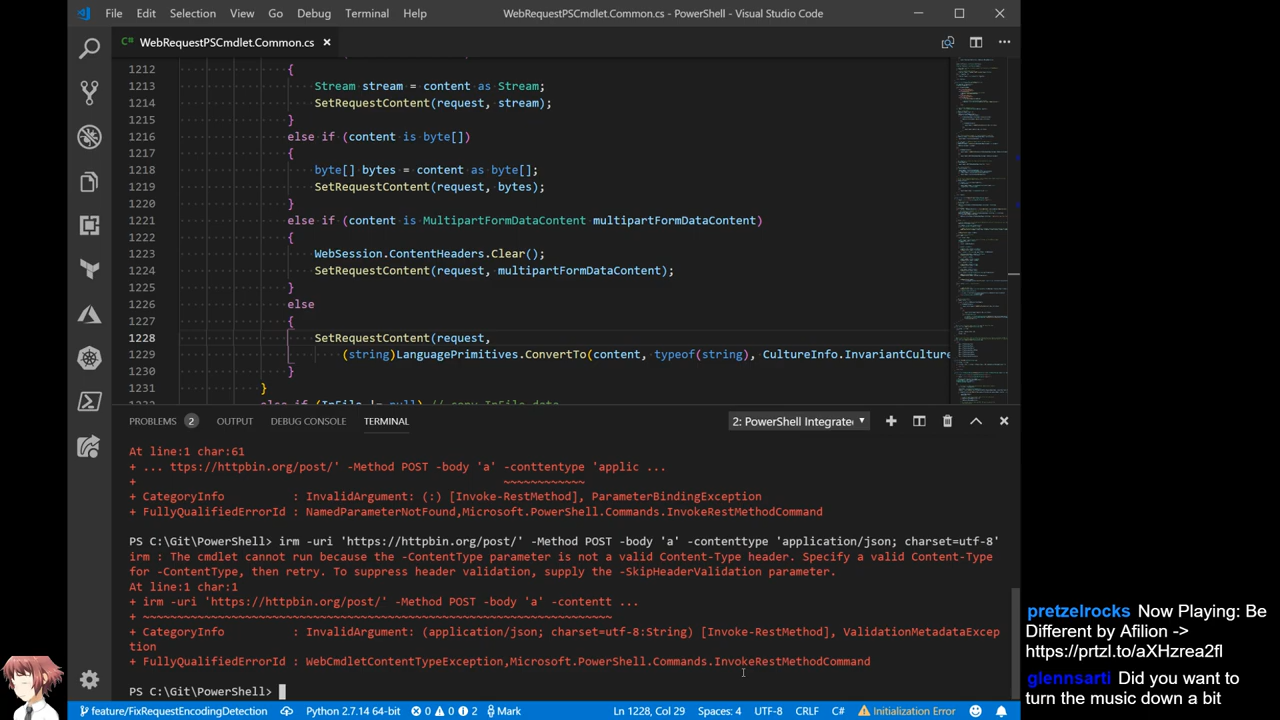 File Edit Selection View Go Debug Terminal Help WebRequestPSCmdlet.Common.cs - PowerShell - Visual Studio Code
WebRequestPSCmdlet.Common.cs
1212 {
1213 Stream stream = content as Stream;
1214 SetRequestContent(request, stream);
1215 }
1216 else if (content is byte[])
1217 {
1218 byte[] bytes = content as byte[];
1219 SetRequestContent(request, bytes);
1220 }
1221 else if (content is MultipartFormDataContent multipartFormDataContent)
1222 {
1223 WebSession.ContentHeaders.Clear();
1224 SetRequestContent(request, multipartFormDataContent);
1225 }
1226 else
1227 {
1228 SetRequestContent(request,
1229 (string)LanguagePrimitives.ConvertTo(content, typeof(string), CultureInfo.InvariantCulture
1230 }
1231 }
PROBLEMS 2 OUTPUT DEBUG CONSOLE TERMINAL 2: PowerShell Integrate
At line:1 char:61
+ ... ttps://httpbin.org/post/' -Method POST -body 'a' -conttentype 'applic ...
+ ~~~~~~~~~~~~
+ CategoryInfo : InvalidArgument: (:) [Invoke-RestMethod], ParameterBindingException
+ FullyQualifiedErrorId : NamedParameterNotFound,Microsoft.PowerShell.Commands.InvokeRestMethodCommand
PS C:\Git\PowerShell> irm -uri 'https://httpbin.org/post/' -Method POST -body 'a' -contenttype 'application/json; charset=utf-8'
irm : The cmdlet cannot run because the -ContentType parameter is not a valid Content-Type header. Specify a valid Content-Type
for -ContentType, then retry. To suppress header validation, supply the -SkipHeaderValidation parameter.
At line:1 char:1
+ irm -uri 'https://httpbin.org/post/' -Method POST -body 'a' -contentt ...
+ ~~~~~~~~~~~~~~~~~~~~~~~~~~~~~~~~~~~~~~~~~~~~~~~~~~~~~~~~~~~~~~~~~~~~~
+ CategoryInfo : InvalidArgument: (application/json; charset=utf-8:String) [Invoke-RestMethod], ValidationMetadataExcep
tion
+ FullyQualifiedErrorId : WebCmdletContentTypeException,Microsoft.PowerShell.Commands.InvokeRestMethodCommand
PS C:\Git\PowerShell>
feature/FixRequestEncodingDetection Python 2.7.14 64-bit 0 0 2 Mark Ln 1228, Col 29 Spaces: 4 UTF-8 CRLF C# Initialization Error
pretzelrocks Now Playing: Be
Different by Afilion ->
https://prtzl.to/aXHzrea2fl
glennsarti Did you want to
turn the music down a bit